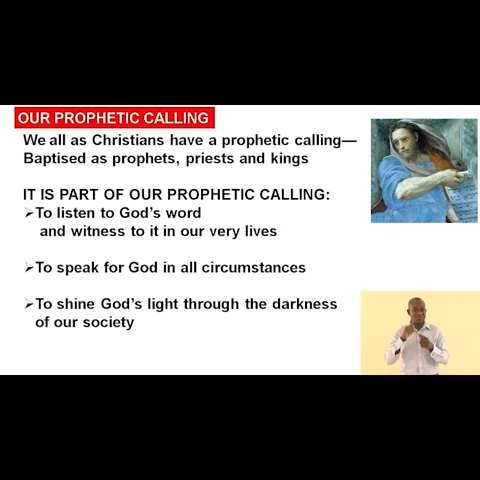 OUR PROPHETIC CALLING
We all as Christians have a prophetic calling—
Baptised as prophets, priests and kings
IT IS PART OF OUR PROPHETIC CALLING:
➢To listen to God's word
and witness to it in our very lives
➢To speak for God in all circumstances
➢To shine God's light through the darkness
of our society